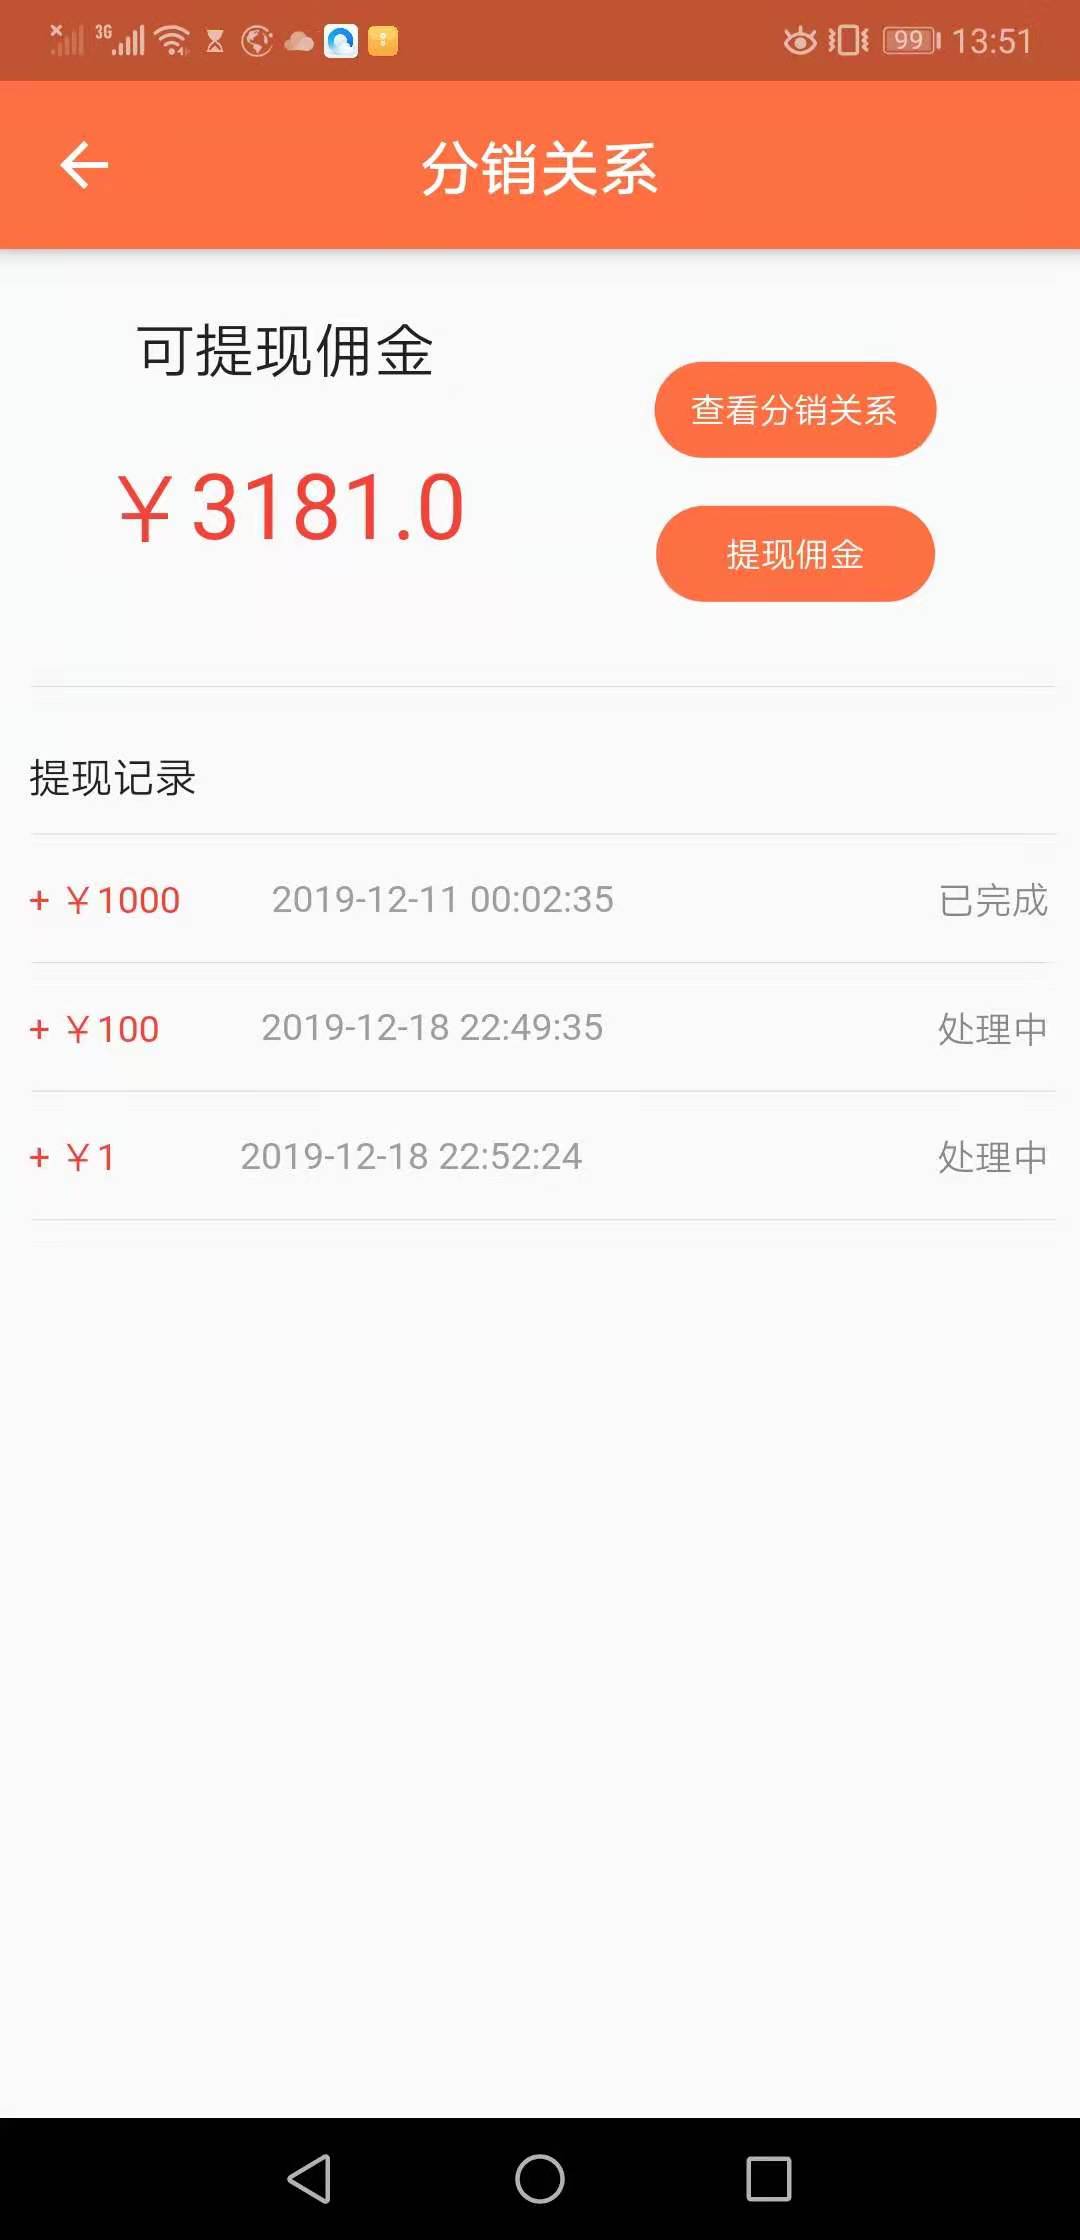 3G 99 13:51
分销关系
可提现佣金
￥3181.0
查看分销关系
提现佣金
提现记录
+ ￥1000 2019-12-11 00:02:35 已完成
+ ￥100 2019-12-18 22:49:35 处理中
+ ￥1 2019-12-18 22:52:24 处理中